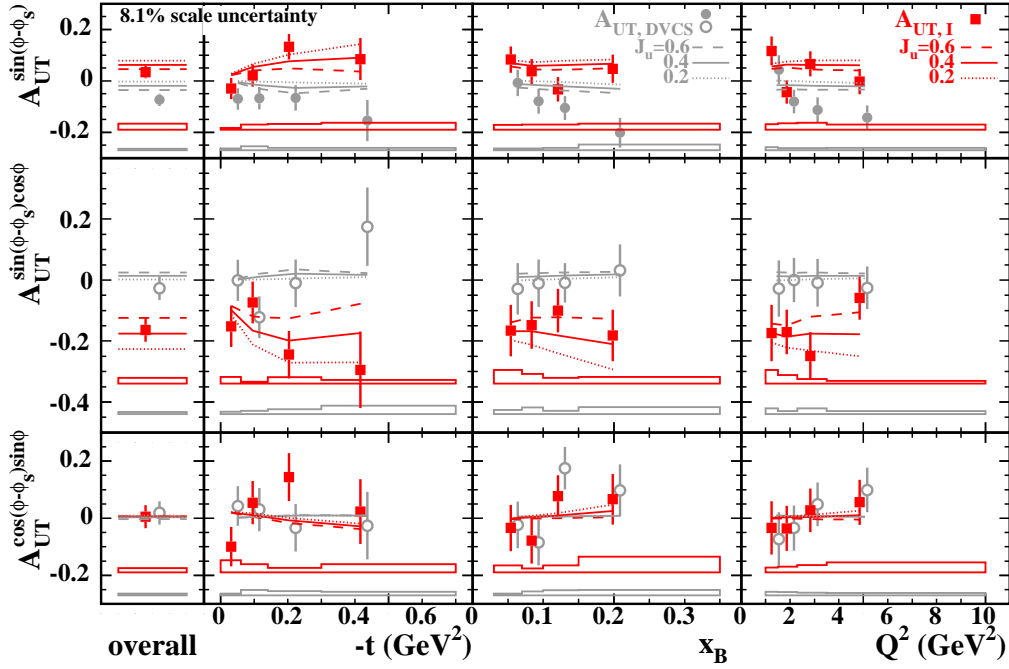 8.1% scale uncertainty
A_UT, DVCS
J_u=0.6
0.4
0.2
A_UT, I
J_u=0.6
0.4
0.2
A_UT^sin(ϕ-ϕ_s)
0.2
0
-0.2
A_UT^sin(ϕ-ϕ_s)cosϕ
0.2
0
-0.2
-0.4
A_UT^cos(ϕ-ϕ_s)sinϕ
0.2
0
-0.2
0 0.2 0.4 0.6 0.1 0.2 0.3 2 4 6 8 10
overall -t (GeV²) x_B Q² (GeV²)